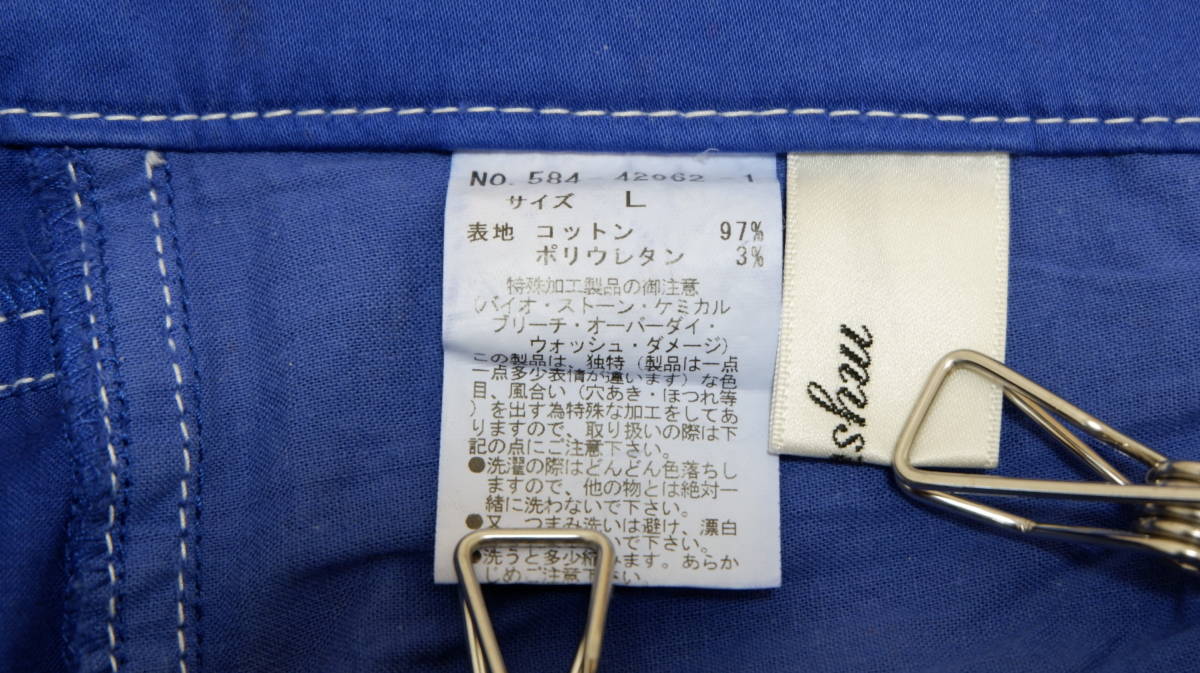 No. 584 42962 - 1
サイズ L
表地 コットン 97%
ポリウレタン 3%
特殊加工製品の御注意
(バイオ・ストーン・ケミカル
ブリーチ・オーバーダイ・
ウォッシュ・ダメージ)
この製品は、独特(製品は一点
一点多少表情が違います)な色
目、風合い(穴あき・ほつれ等
)を出す為特殊な加工をしてあ
りますので、取り扱いの際は下
記の点にご注意下さい。
●洗濯の際はどんどん色落ちし
ますので、他の物とは絶対一
緒に洗わないで下さい。
●又、つまみ洗いは避け、漂白
いで下さい。
●洗うと多少縮みます。あらか
じめご注意下さい。
shu